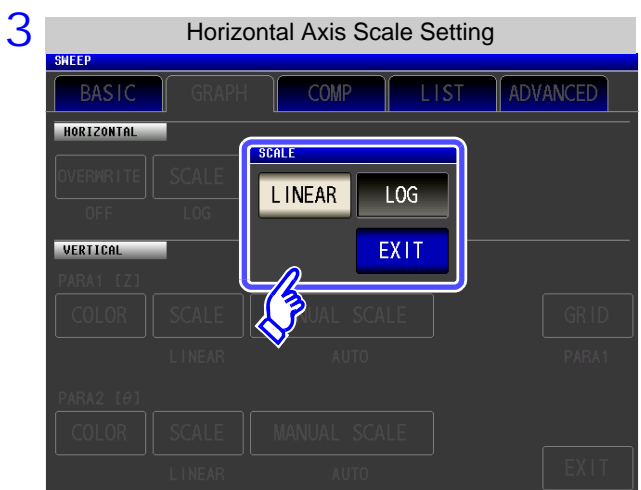 3
Horizontal Axis Scale Setting
SWEEP
BASIC GRAPH COMP LIST ADVANCED
HORIZONTAL
OVERWRITE SCALE
OFF LOG
SCALE
LINEAR LOG
EXIT
VERTICAL
PARA1 [Z]
COLOR SCALE SCALE GRID
LINEAR AUTO PARA1
PARA2 [θ]
COLOR SCALE MANUAL SCALE
LINEAR AUTO EXIT